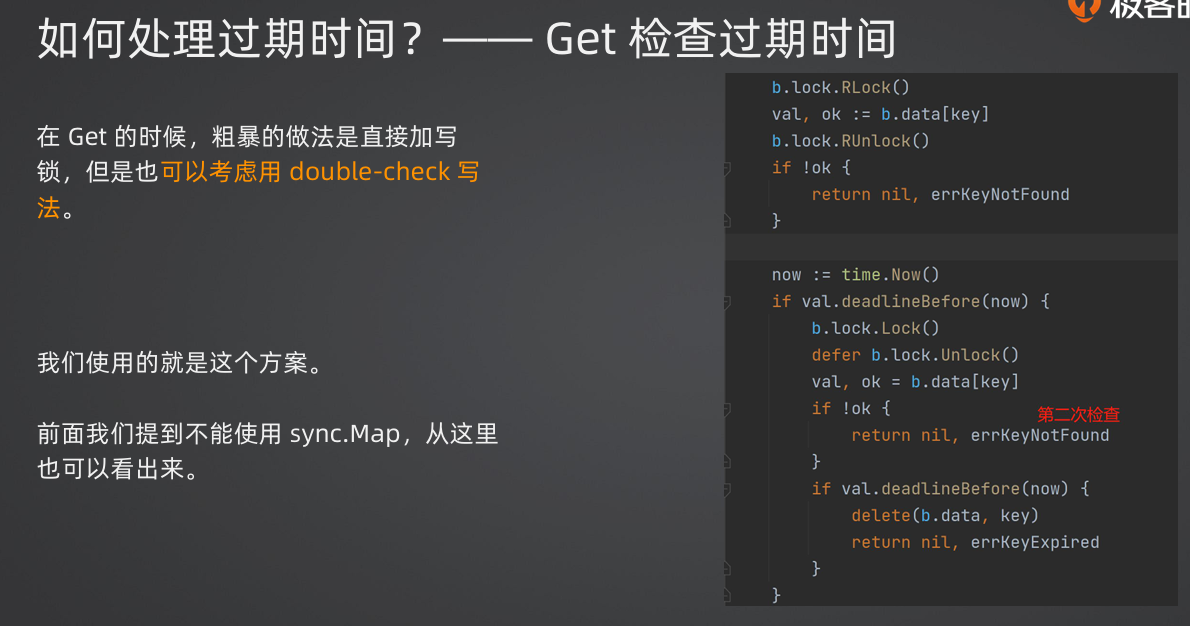 如何处理过期时间？—— Get 检查过期时间
在 Get 的时候，粗暴的做法是直接加写
锁，但是也可以考虑用 double-check 写
法。
我们使用的就是这个方案。
前面我们提到不能使用 sync.Map，从这里
也可以看出来。
b.lock.RLock()
val, ok := b.data[key]
b.lock.RUnlock()
if !ok {
return nil, errKeyNotFound
}
now := time.Now()
if val.deadlineBefore(now) {
b.lock.Lock()
defer b.lock.Unlock()
val, ok = b.data[key]
if !ok {
第二次检查
return nil, errKeyNotFound
}
if val.deadlineBefore(now) {
delete(b.data, key)
return nil, errKeyExpired
}
}